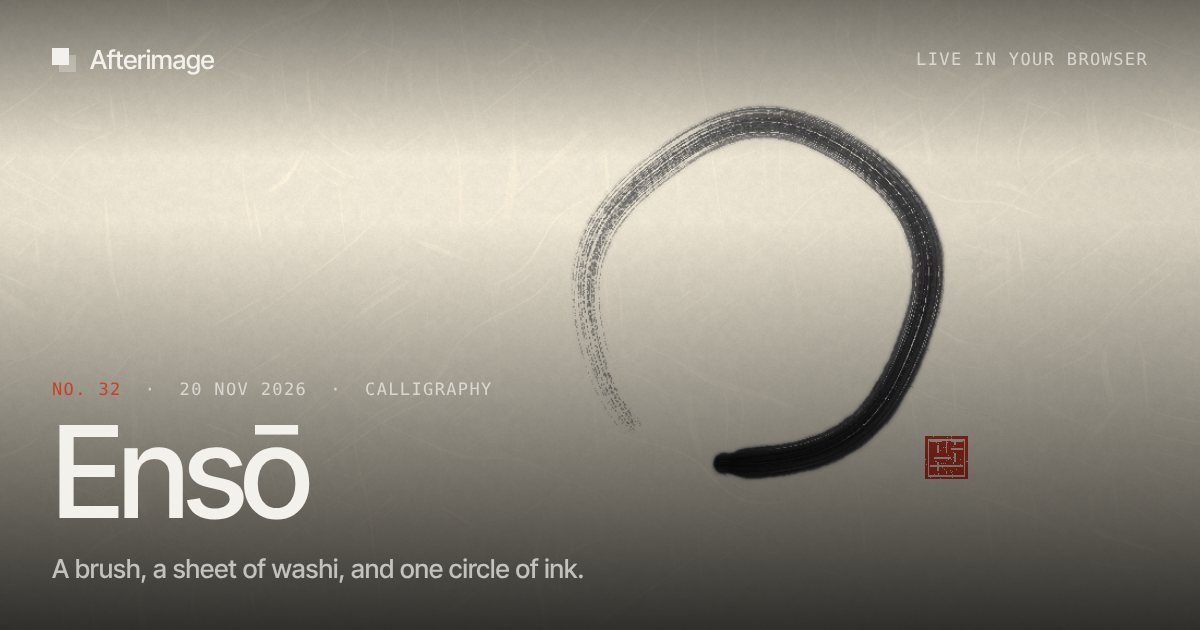 Afterimage
LIVE IN YOUR BROWSER
NO. 32 · 20 NOV 2026 · CALLIGRAPHY
Ensō
A brush, a sheet of washi, and one circle of ink.